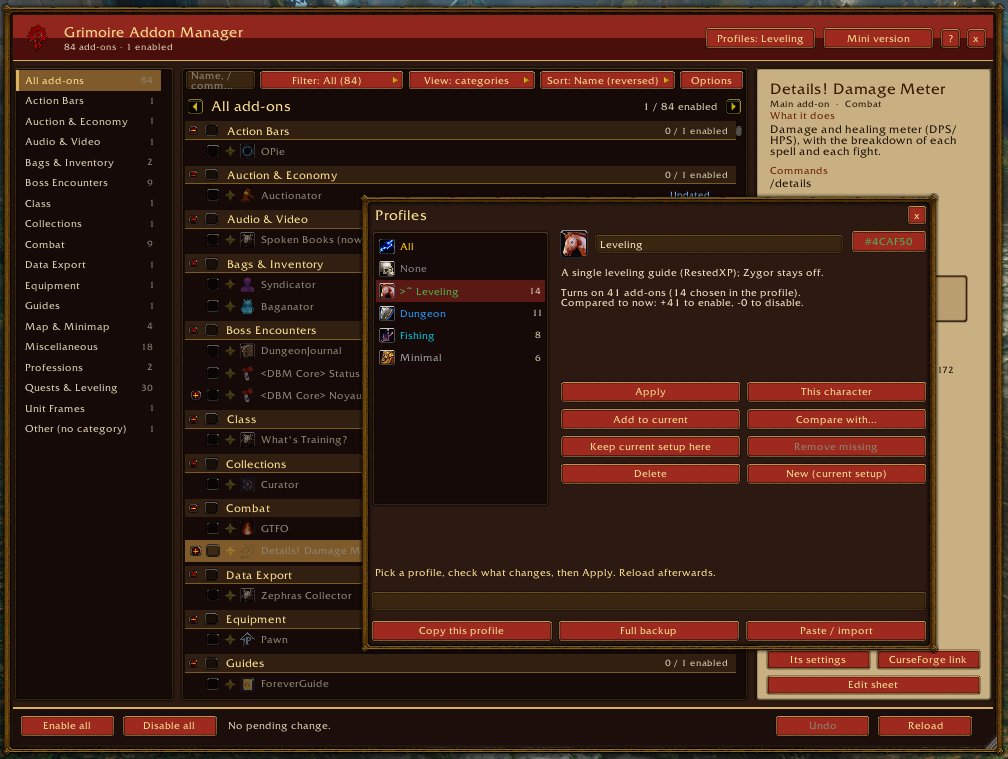 Grimoire Addon Manager
84 add-ons · 1 enabled
Profiles: Leveling
Mini version
?
x
All add-ons 84
Action Bars 1
Auction & Economy 1
Audio & Video 1
Bags & Inventory 2
Boss Encounters 9
Class 1
Collections 1
Combat 9
Data Export 1
Equipment 1
Guides 1
Map & Minimap 4
Miscellaneous 18
Professions 2
Quests & Leveling 30
Unit Frames 1
Other (no category) 1
Name, /
comm...
Filter: All (84)
View: categories
Sort: Name (reversed)
Options
All add-ons
1 / 84 enabled
Action Bars 0 / 1 enabled
OPie
Auction & Economy 0 / 1 enabled
Auctionator Updated
Audio & Video
Spoken Books (now
Bags & Inventory
Syndicator
Baganator
Boss Encounters
DungeonJournal
<DBM Core> Status
<DBM Core> Noyau
Class
What's Training?
Collections
Curator
Combat
GTFO
Details! Damage M
Data Export
Zephras Collector
Equipment
Pawn
Guides 0 / 1 enabled
ForeverGuide
Details! Damage Meter
Main add-on · Combat
What it does
Damage and healing meter (DPS/
HPS), with the breakdown of each
spell and each fight.
Commands
/details
172
Its settings
CurseForge link
Edit sheet
Profiles
x
All
None
>~ Leveling 14
Dungeon 11
Fishing 8
Minimal 6
Leveling
#4CAF50
A single leveling guide (RestedXP); Zygor stays off.
Turns on 41 add-ons (14 chosen in the profile).
Compared to now: +41 to enable, -0 to disable.
Apply
This character
Add to current
Compare with...
Keep current setup here
Remove missing
Delete
New (current setup)
Pick a profile, check what changes, then Apply. Reload afterwards.
Copy this profile
Full backup
Paste / import
Enable all
Disable all
No pending change.
Undo
Reload